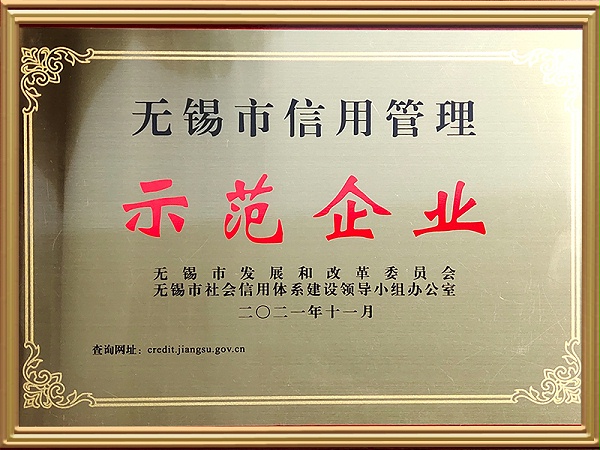 无锡市信用管理
示范企业
无锡市发展和改革委员会
无锡市社会信用体系建设领导小组办公室
二〇二一年十一月
查询网址：credit.jiangsu.gov.cn